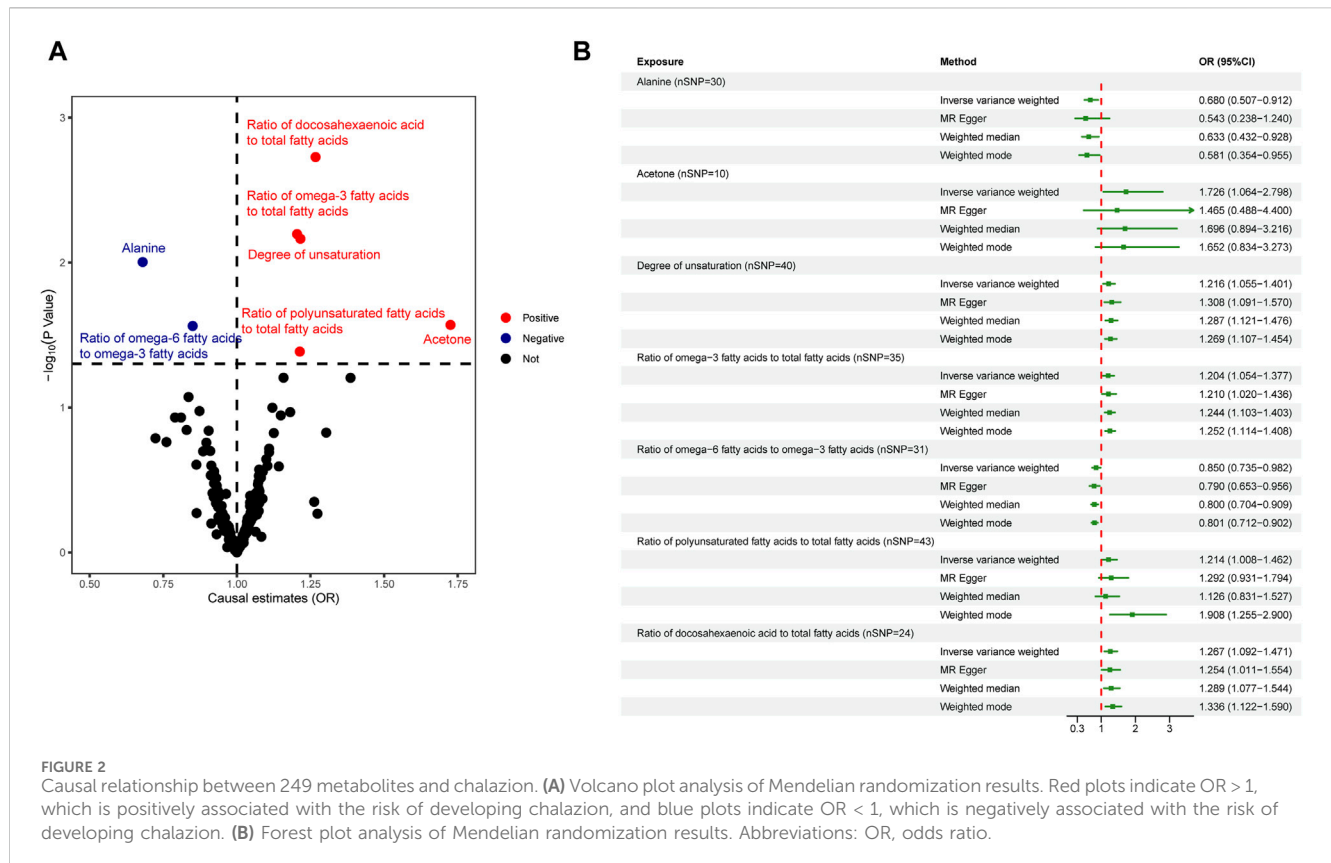 A
3
2
1
0
−log10(P Value)
Ratio of docosahexaenoic acid
to total fatty acids
Ratio of omega-3 fatty acids
to total fatty acids
Degree of unsaturation
Alanine
Ratio of polyunsaturated fatty acids
to total fatty acids
Acetone
Ratio of omega-6 fatty acids
to omega-3 fatty acids
0.50 0.75 1.00 1.25 1.50 1.75
Causal estimates (OR)
Positive
Negative
Not
B
Exposure Method OR (95%CI)
Alanine (nSNP=30)
Inverse variance weighted 0.680 (0.507−0.912)
MR Egger 0.543 (0.238−1.240)
Weighted median 0.633 (0.432−0.928)
Weighted mode 0.581 (0.354−0.955)
Acetone (nSNP=10)
Inverse variance weighted 1.726 (1.064−2.798)
MR Egger 1.465 (0.488−4.400)
Weighted median 1.696 (0.894−3.216)
Weighted mode 1.652 (0.834−3.273)
Degree of unsaturation (nSNP=40)
Inverse variance weighted 1.216 (1.055−1.401)
MR Egger 1.308 (1.091−1.570)
Weighted median 1.287 (1.121−1.476)
Weighted mode 1.269 (1.107−1.454)
Ratio of omega−3 fatty acids to total fatty acids (nSNP=35)
Inverse variance weighted 1.204 (1.054−1.377)
MR Egger 1.210 (1.020−1.436)
Weighted median 1.244 (1.103−1.403)
Weighted mode 1.252 (1.114−1.408)
Ratio of omega−6 fatty acids to omega−3 fatty acids (nSNP=31)
Inverse variance weighted 0.850 (0.735−0.982)
MR Egger 0.790 (0.653−0.956)
Weighted median 0.800 (0.704−0.909)
Weighted mode 0.801 (0.712−0.902)
Ratio of polyunsaturated fatty acids to total fatty acids (nSNP=43)
Inverse variance weighted 1.214 (1.008−1.462)
MR Egger 1.292 (0.931−1.794)
Weighted median 1.126 (0.831−1.527)
Weighted mode 1.908 (1.255−2.900)
Ratio of docosahexaenoic acid to total fatty acids (nSNP=24)
Inverse variance weighted 1.267 (1.092−1.471)
MR Egger 1.254 (1.011−1.554)
Weighted median 1.289 (1.077−1.544)
Weighted mode 1.336 (1.122−1.590)
0.3 1 2 3
FIGURE 2
Causal relationship between 249 metabolites and chalazion. (A) Volcano plot analysis of Mendelian randomization results. Red plots indicate OR > 1,
which is positively associated with the risk of developing chalazion, and blue plots indicate OR < 1, which is negatively associated with the risk of
developing chalazion. (B) Forest plot analysis of Mendelian randomization results. Abbreviations: OR, odds ratio.